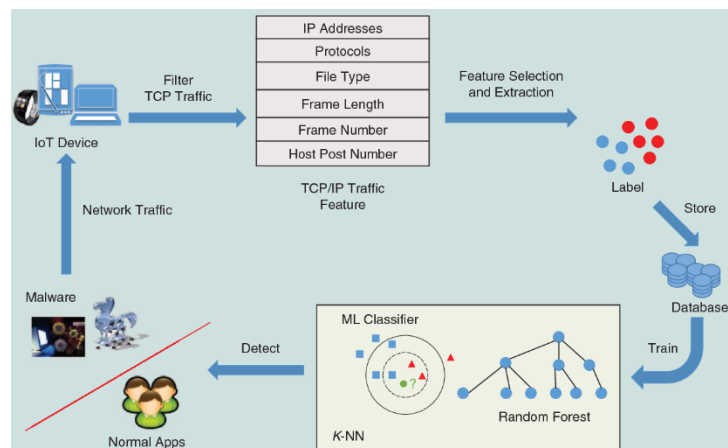 IoT Device
Filter
TCP Traffic
IP Addresses
Protocols
File Type
Frame Length
Frame Number
Host Post Number
TCP/IP Traffic
Feature
Feature Selection
and Extraction
Label
Store
Database
Train
ML Classifier
?
K-NN
Random Forest
Detect
Malware
Normal Apps
Network Traffic